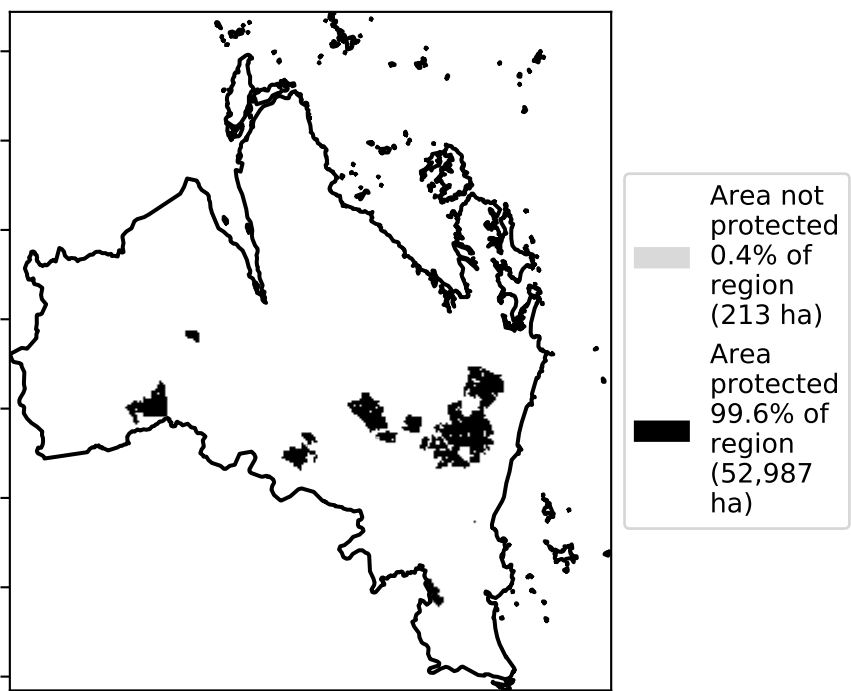 Area not
protected
0.4% of
region
(213 ha)
Area
protected
99.6% of
region
(52,987
ha)